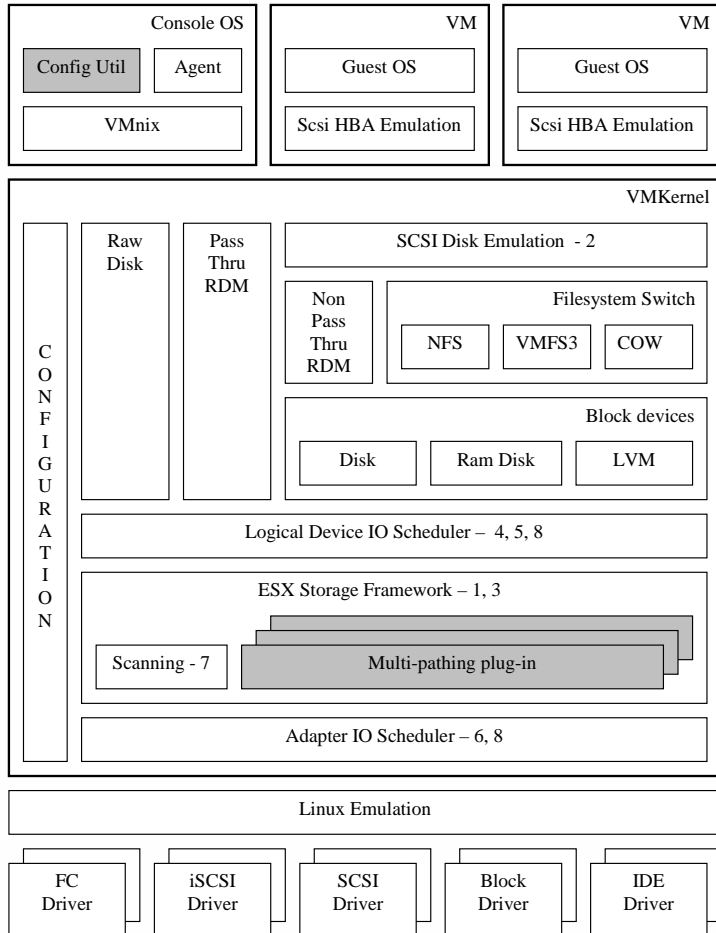 Console OS
Config Util
Agent
VMnix
VM
Guest OS
Scsi HBA Emulation
VM
Guest OS
Scsi HBA Emulation
VMKernel
C
O
N
F
I
G
U
R
A
T
I
O
N
Raw
Disk
Pass
Thru
RDM
SCSI Disk Emulation - 2
Non
Pass
Thru
RDM
Filesystem Switch
NFS
VMFS3
COW
Block devices
Disk
Ram Disk
LVM
Logical Device IO Scheduler – 4, 5, 8
ESX Storage Framework – 1, 3
Scanning - 7
Multi-pathing plug-in
Adapter IO Scheduler – 6, 8
Linux Emulation
FC
Driver
iSCSI
Driver
SCSI
Driver
Block
Driver
IDE
Driver